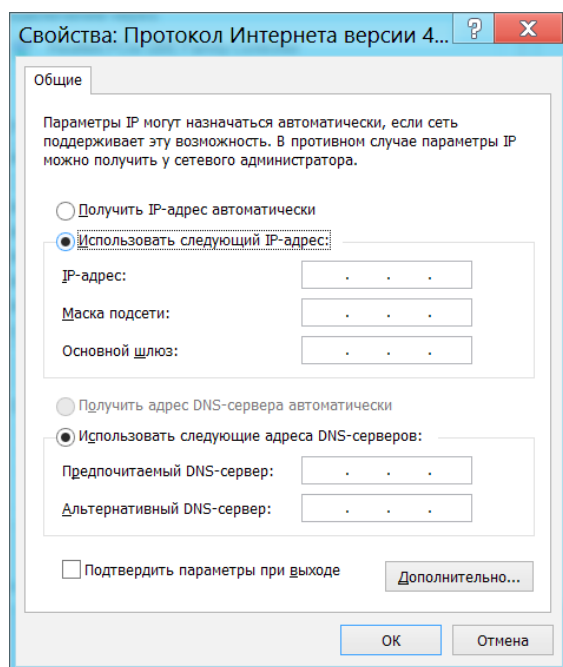 Свойства: Протокол Интернета версии 4...
?
X
Общие
Параметры IP могут назначаться автоматически, если сеть
поддерживает эту возможность. В противном случае параметры IP
можно получить у сетевого администратора.
Получить IP-адрес автоматически
Использовать следующий IP-адрес:
IP-адрес: . . .
Маска подсети: . . .
Основной шлюз: . . .
Получить адрес DNS-сервера автоматически
Использовать следующие адреса DNS-серверов:
Предпочитаемый DNS-сервер: . . .
Альтернативный DNS-сервер: . . .
Подтвердить параметры при выходе
Дополнительно...
ОК
Отмена